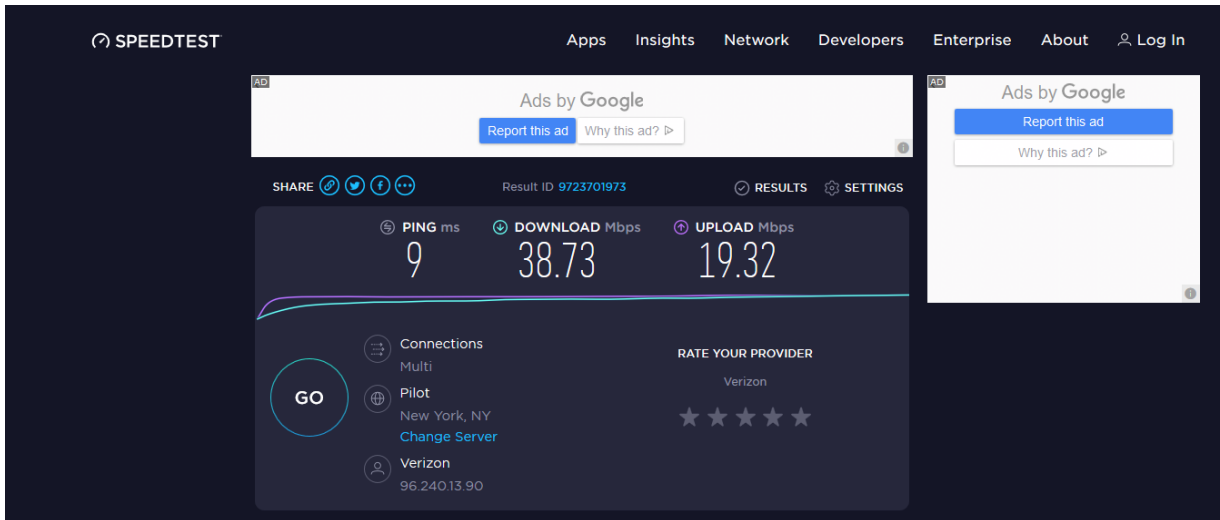 SPEEDTEST
Apps Insights Network Developers Enterprise About Log In
AD
Ads by Google
Report this ad Why this ad?
AD
Ads by Google
Report this ad
Why this ad?
SHARE Result ID 9723701973 RESULTS SETTINGS
PING ms DOWNLOAD Mbps UPLOAD Mbps
9 38.73 19.32
GO
Connections
Multi
Pilot
New York, NY
Change Server
Verizon
96.240.13.90
RATE YOUR PROVIDER
Verizon